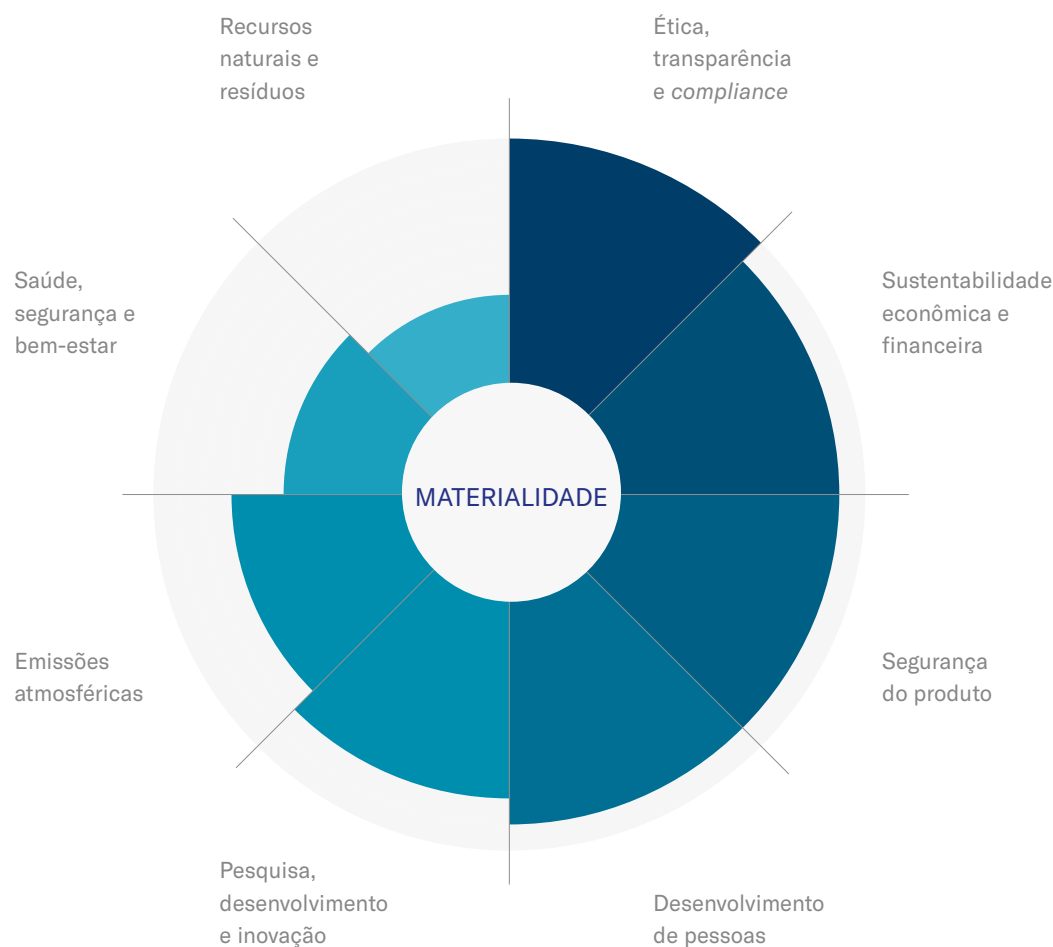 Recursos
naturais e
resíduos
Ética,
transparência
e compliance
Saúde,
segurança e
bem-estar
Sustentabilidade
econômica e
financeira
MATERIALIDADE
Emissões
atmosféricas
Segurança
do produto
Pesquisa,
desenvolvimento
e inovação
Desenvolvimento
de pessoas